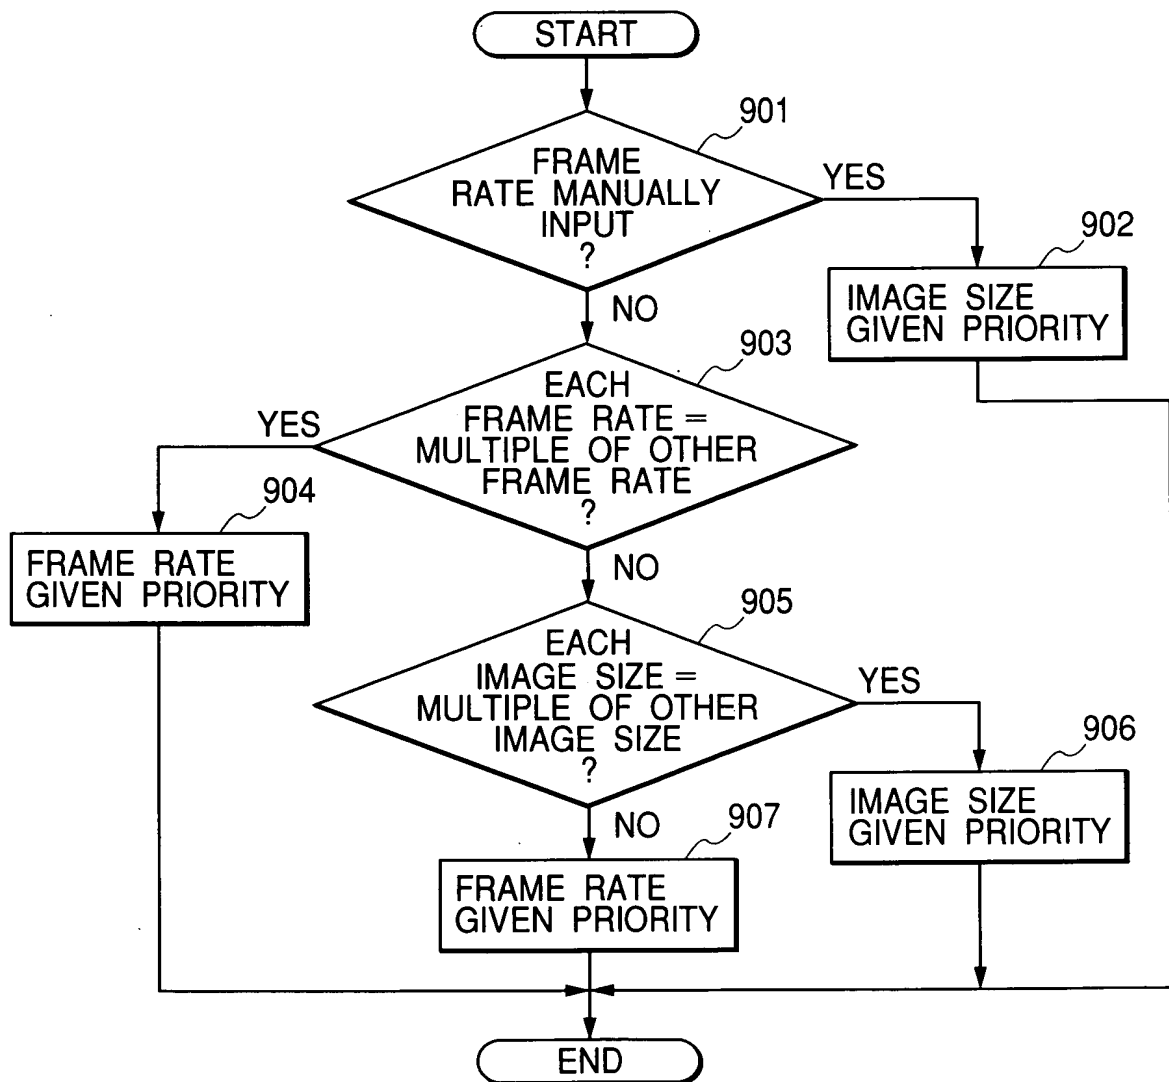 START
901
FRAME
RATE MANUALLY
INPUT
?
YES
902
IMAGE SIZE
GIVEN PRIORITY
NO
903
EACH
FRAME RATE =
MULTIPLE OF OTHER
FRAME RATE
?
YES
904
FRAME RATE
GIVEN PRIORITY
NO
905
EACH
IMAGE SIZE =
MULTIPLE OF OTHER
IMAGE SIZE
?
YES
906
IMAGE SIZE
GIVEN PRIORITY
NO
907
FRAME RATE
GIVEN PRIORITY
END